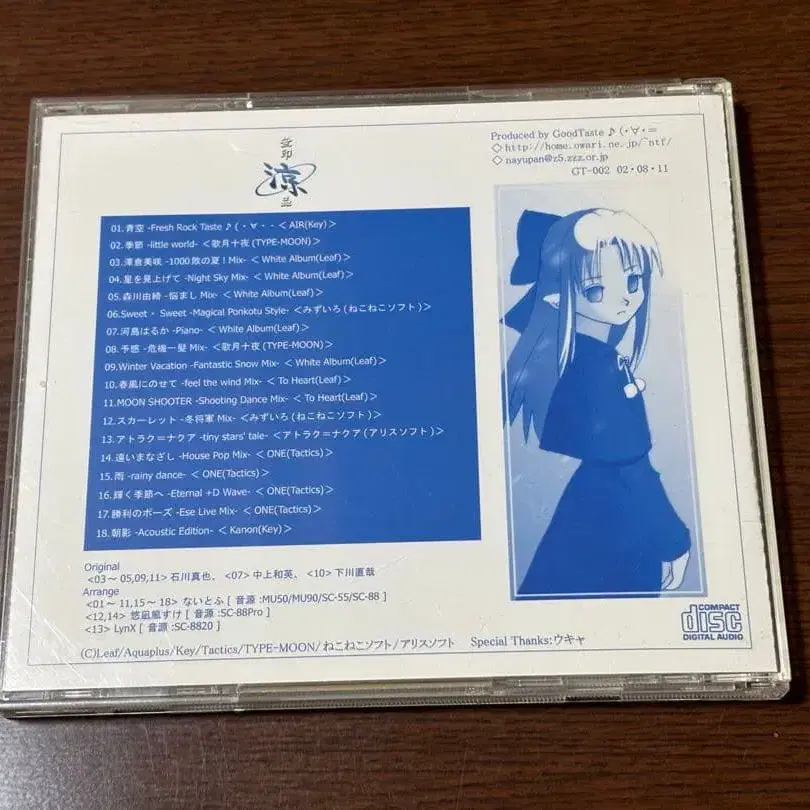 涼
Produced by GoodTaste♪(・∀・=
◇http://home.owari.ne.jp/~ntf/
◇nayupan@z5.zzz.or.jp
GT-002 02・08・11
01.青空 -Fresh Rock Taste♪(・∀・- < AIR(Key)>
02.季節 -little world- <歌月十夜(TYPE-MOON)>
03.澤倉美咲 -1000敗の夏!Mix- < White Album(Leaf)>
04.星を見上げて -Night Sky Mix- < White Album(Leaf)>
05.森川由綺 -悩まし Mix- < White Album(Leaf)>
06.Sweet・Sweet -Magical Ponkotu Style- <みずいろ(ねこねこソフト)>
07.河島はるか -Piano- < White Album(Leaf)>
08.予感 -危機一髪 Mix- <歌月十夜(TYPE-MOON)>
09.Winter Vacation -Fantastic Snow Mix- < White Album(Leaf)>
10.春風にのせて -feel the wind Mix- < To Heart(Leaf)>
11.MOON SHOOTER -Shooting Dance Mix- < To Heart(Leaf)>
12.スカーレット -冬将軍 Mix- <みずいろ(ねこねこソフト)>
13.アトラク=ナクア -tiny stars' tale- <アトラク=ナクア(アリスソフト)>
14.遠いまなざし -House Pop Mix- < ONE(Tactics)>
15.雨 -rainy dance- < ONE(Tactics)>
16.輝く季節へ -Eternal +D Wave- < ONE(Tactics)>
17.勝利のポーズ -Ese Live Mix- < ONE(Tactics)>
18.朝影 -Acoustic Edition- < Kanon(Key)>
Original
<03～05,09,11> 石川真也、<07> 中上和英、<10> 下川直哉
Arrange
<01～11,15～18> ないとふ [ 音源 :MU50/MU90/SC-55/SC-88 ]
<12,14> 悠凪風すけ [ 音源 :SC-88Pro ]
<13> LynX [ 音源 :SC-8820 ]
(C)Leaf/Aquaplus/Key/Tactics/TYPE-MOON/ねこねこソフト/アリスソフト Special Thanks:ウキャ
COMPACT
disc
DIGITAL AUDIO